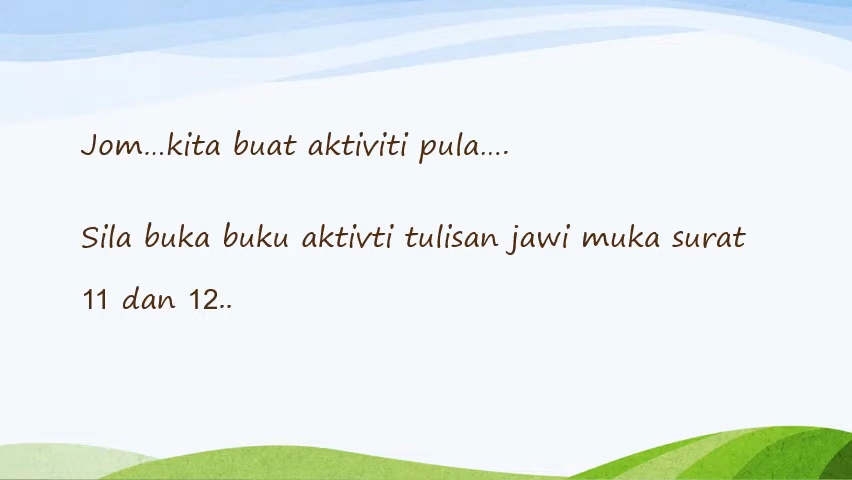 Jom...kita buat aktiviti pula....
Sila buka buku aktivti tulisan jawi muka surat
11 dan 12..